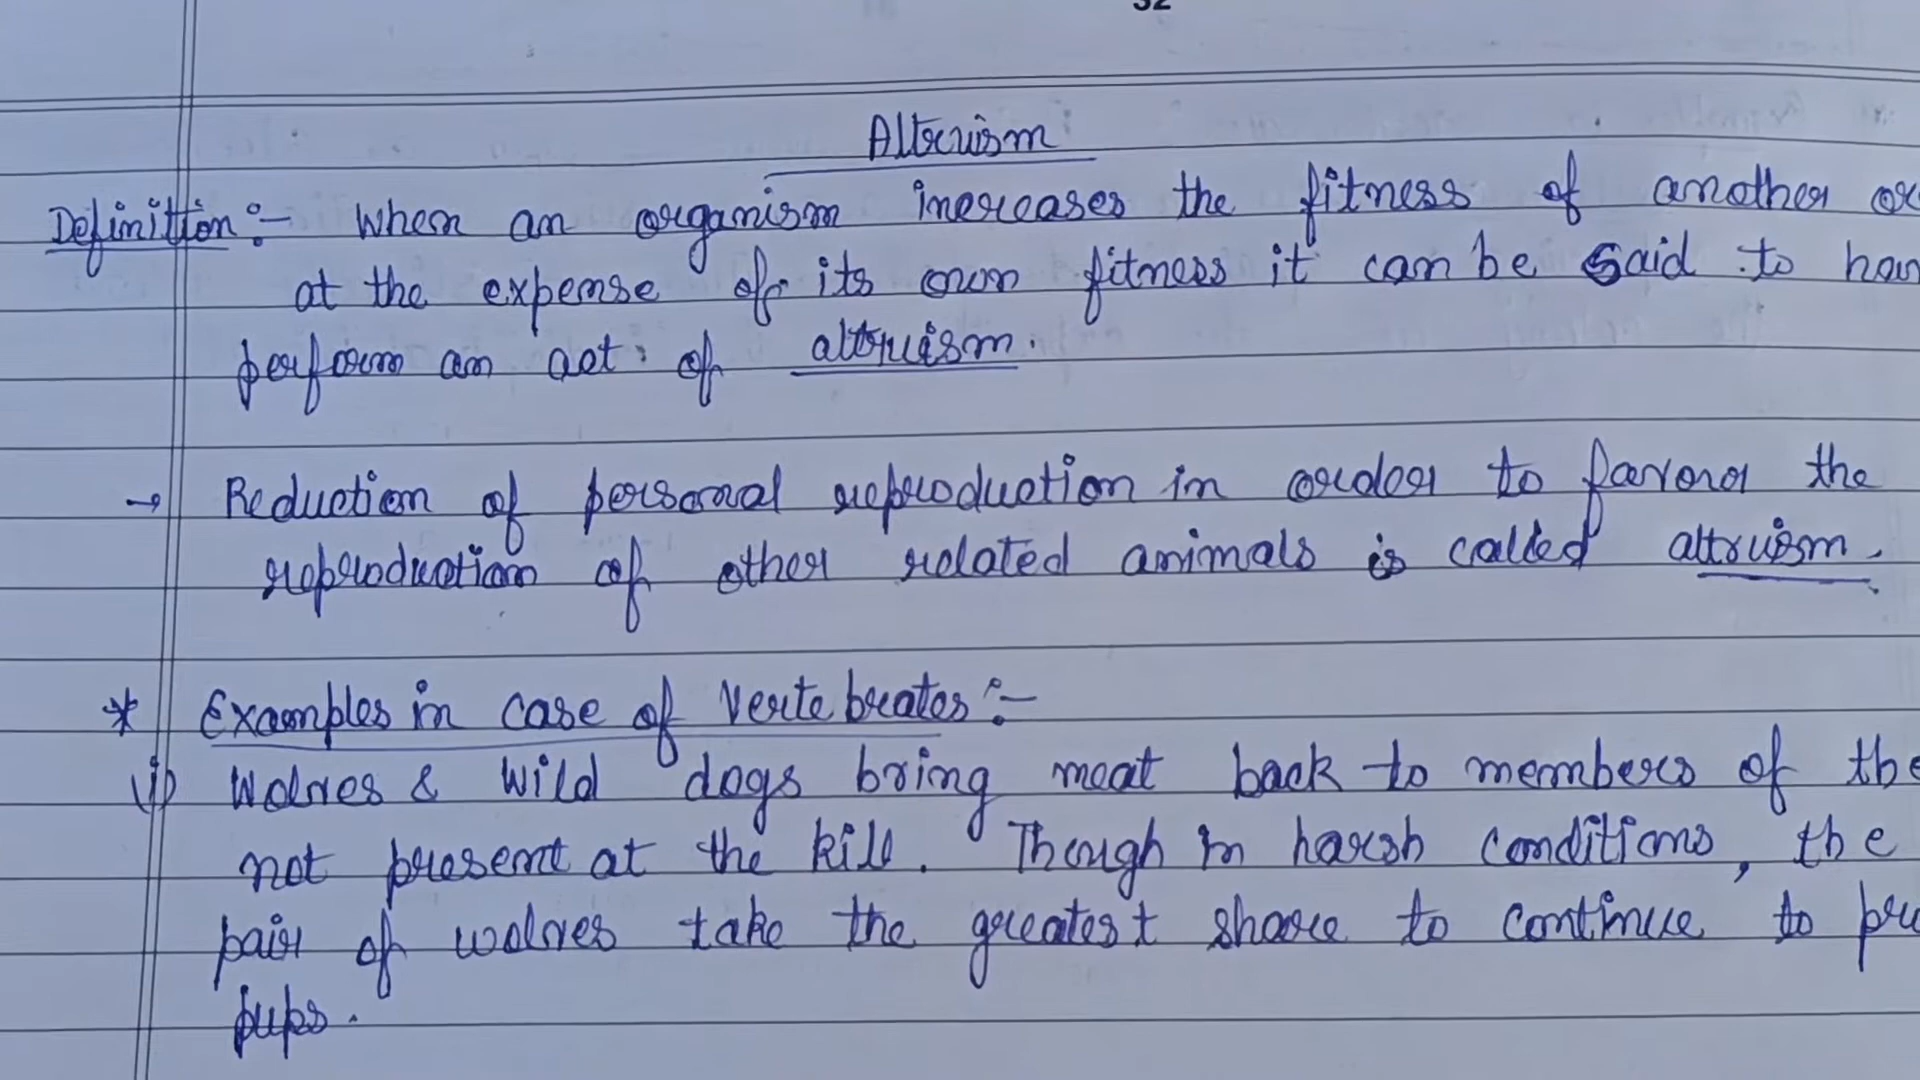 32
Altruism
Definition :- When an organism increases the fitness of another or
at the expense of its own fitness it can be said to hav
perform an act of altruism.
→ Reduction of personal reproduction in order to favour the
reproduction of other related animals is called altruism.
* Examples in case of Vertebrates :-
i) Wolves & Wild dogs bring meat back to members of the
not present at the kill. Though in harsh conditions, the
pair of wolves take the greatest share to continue to pr
pups.